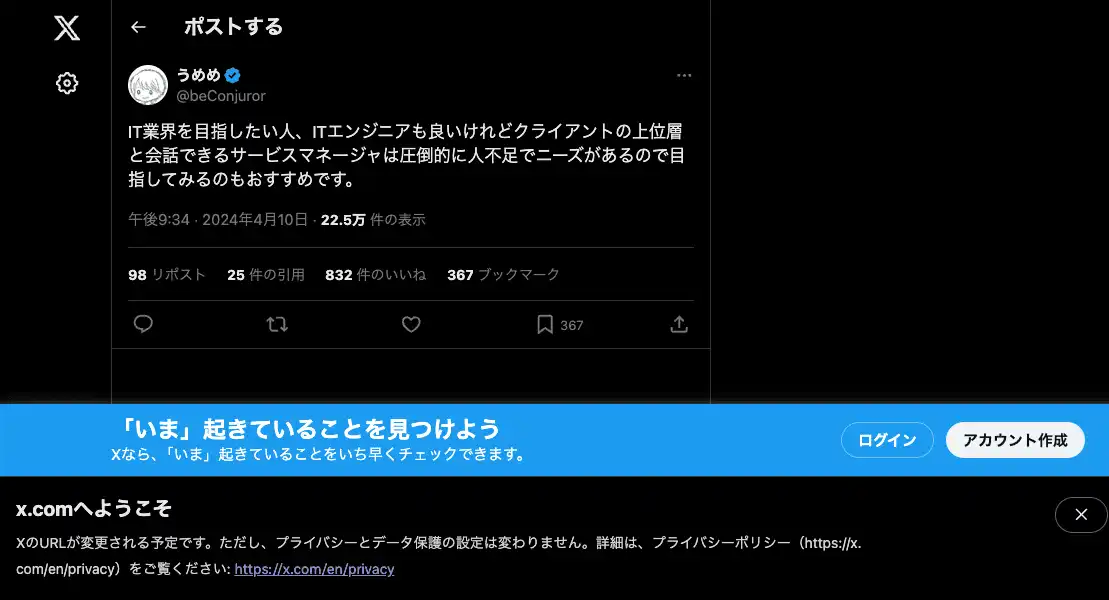 ポストする
うめめ
@beConjuror
IT業界を目指したい人、ITエンジニアも良いけれどクライアントの上位層
と会話できるサービスマネージャは圧倒的に人不足でニーズがあるので目
指してみるのもおすすめです。
午後9:34 · 2024年4月10日 · 22.5万 件の表示
98 リポスト 25 件の引用 832 件のいいね 367 ブックマーク
367
「いま」起きていることを見つけよう
Xなら、「いま」起きていることをいち早くチェックできます。
ログイン
アカウント作成
x.comへようこそ
XのURLが変更される予定です。ただし、プライバシーとデータ保護の設定は変わりません。詳細は、プライバシーポリシー（https://x.
com/en/privacy）をご覧ください: https://x.com/en/privacy